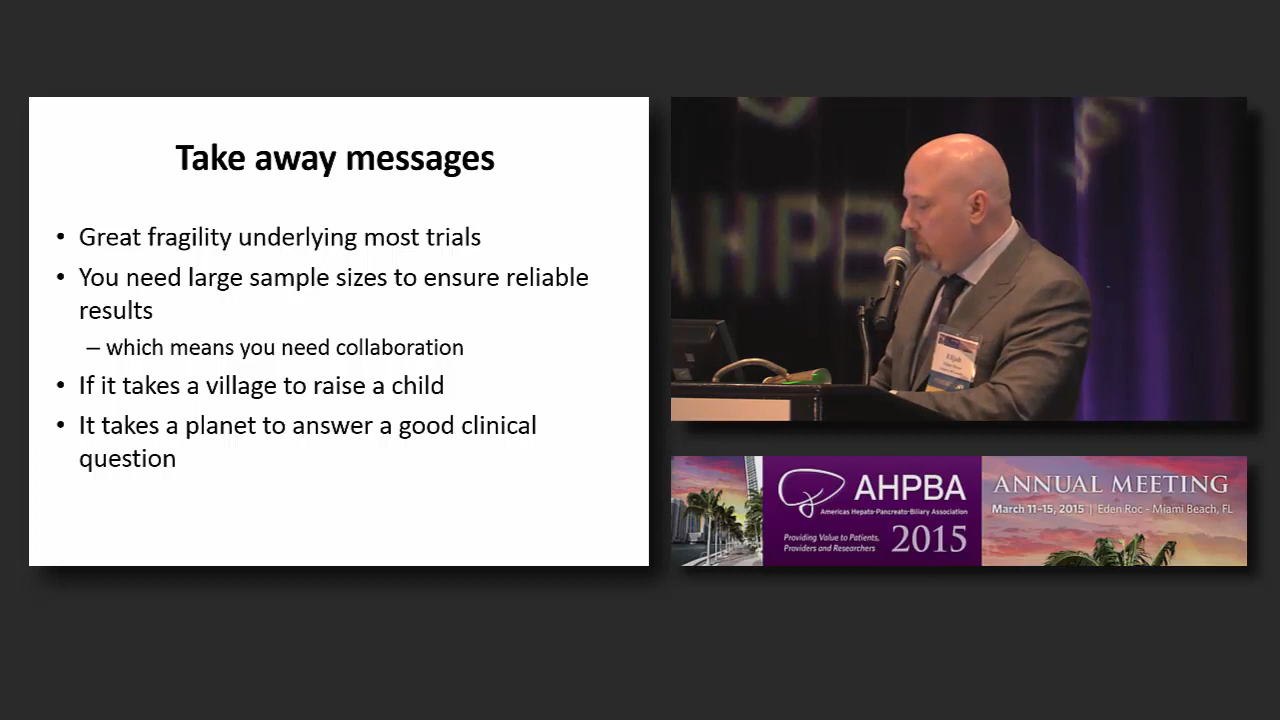 Take away messages
• Great fragility underlying most trials
• You need large sample sizes to ensure reliable
results
– which means you need collaboration
• If it takes a village to raise a child
• It takes a planet to answer a good clinical
question
AHPB
Elijah
AHPBA
Americas Hepato-Pancreato-Biliary Association
Providing Value to Patients,
Providers and Researchers
2015
ANNUAL MEETING
March 11-15, 2015 | Eden Roc - Miami Beach, FL